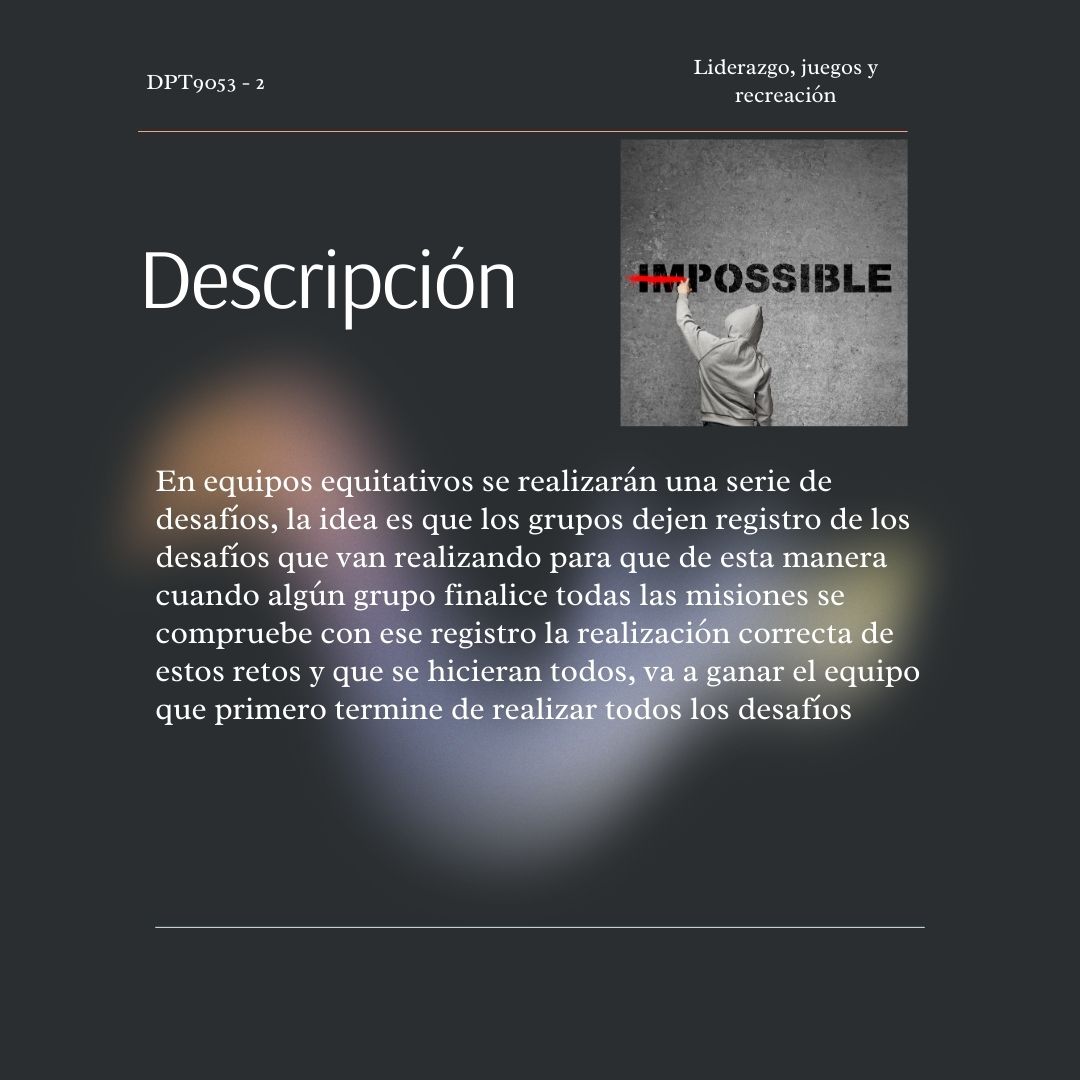 DPT9053 - 2
Liderazgo, juegos y
recreación
IMPOSSIBLE
Descripción
En equipos equitativos se realizarán una serie de
desafíos, la idea es que los grupos dejen registro de los
desafíos que van realizando para que de esta manera
cuando algún grupo finalice todas las misiones se
compruebe con ese registro la realización correcta de
estos retos y que se hicieran todos, va a ganar el equipo
que primero termine de realizar todos los desafíos